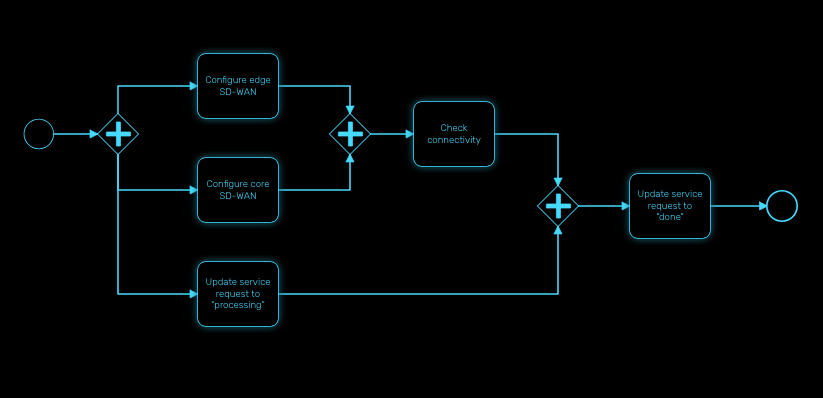 Configure edge
SD-WAN
Check
connectivity
Configure core
SD-WAN
Update service
request to
"done"
Update service
request to
"processing"